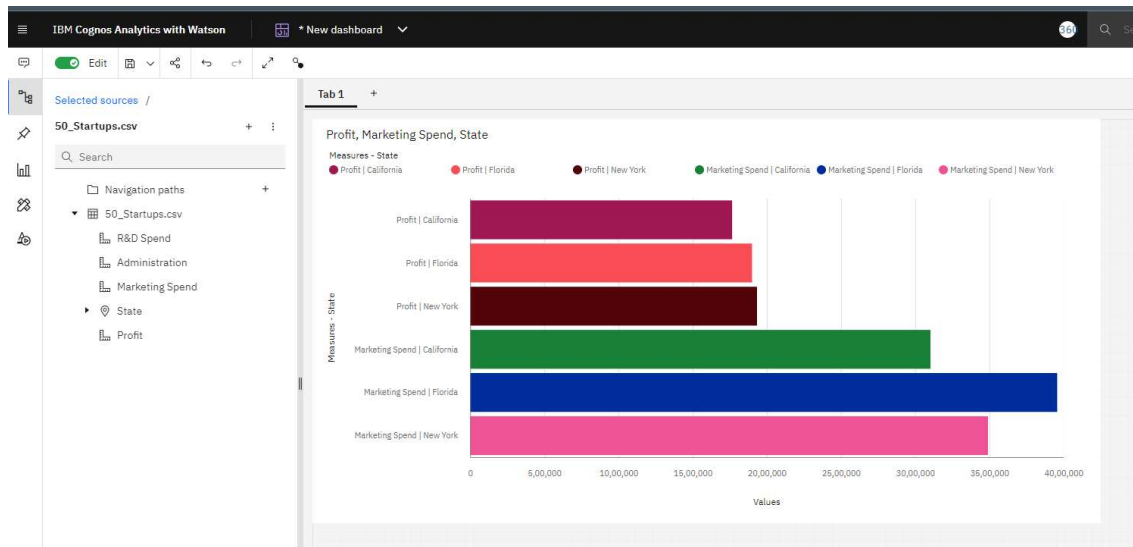 IBM Cognos Analytics with Watson
* New dashboard
360
Edit
Selected sources /
50_Startups.csv
Search
Navigation paths
50_Startups.csv
R&D Spend
Administration
Marketing Spend
State
Profit
Tab 1
Profit, Marketing Spend, State
Measures - State
Profit | California Profit | Florida Profit | New York Marketing Spend | California Marketing Spend | Florida Marketing Spend | New York
Measures - State
Profit | California
Profit | Florida
Profit | New York
Marketing Spend | California
Marketing Spend | Florida
Marketing Spend | New York
0 5,00,000 10,00,000 15,00,000 20,00,000 25,00,000 30,00,000 35,00,000 40,00,000
Values